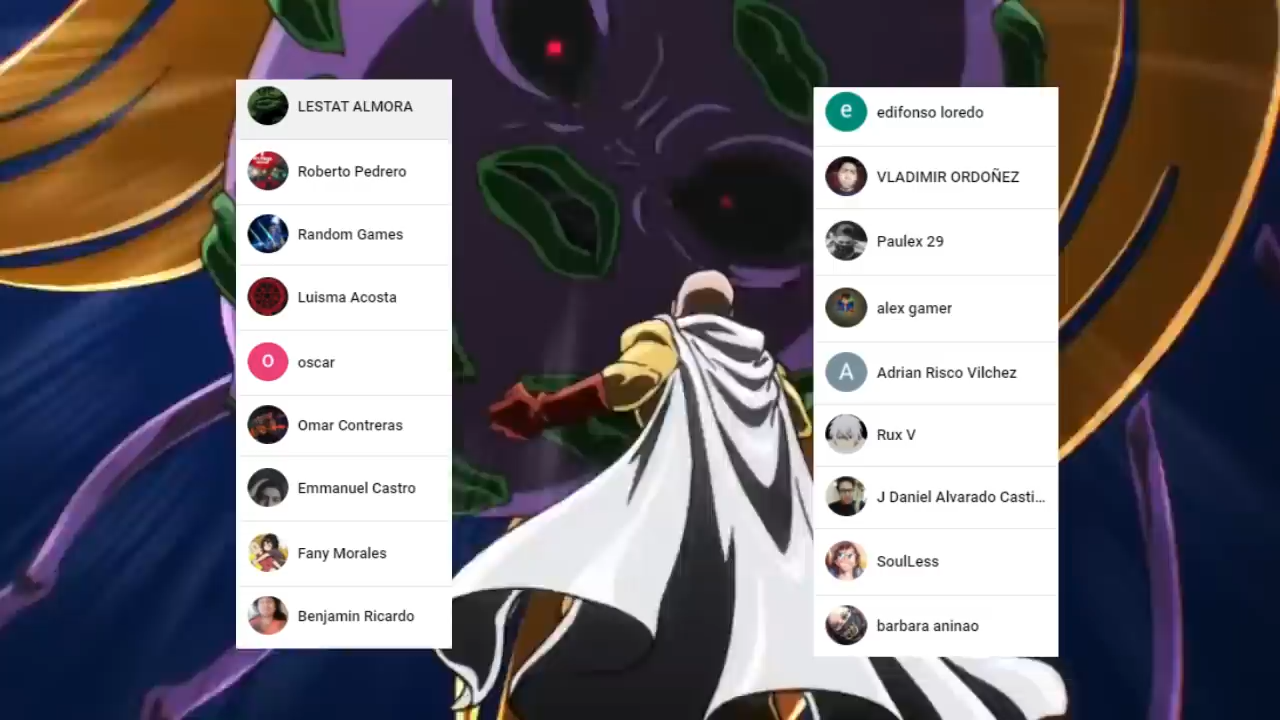 LESTAT ALMORA
Roberto Pedrero
Random Games
Luisma Acosta
o
oscar
Omar Contreras
Emmanuel Castro
Fany Morales
Benjamin Ricardo
e
edifonso loredo
VLADIMIR ORDOÑEZ
Paulex 29
alex gamer
A
Adrian Risco Vilchez
Rux V
J Daniel Alvarado Casti...
SoulLess
barbara aninao